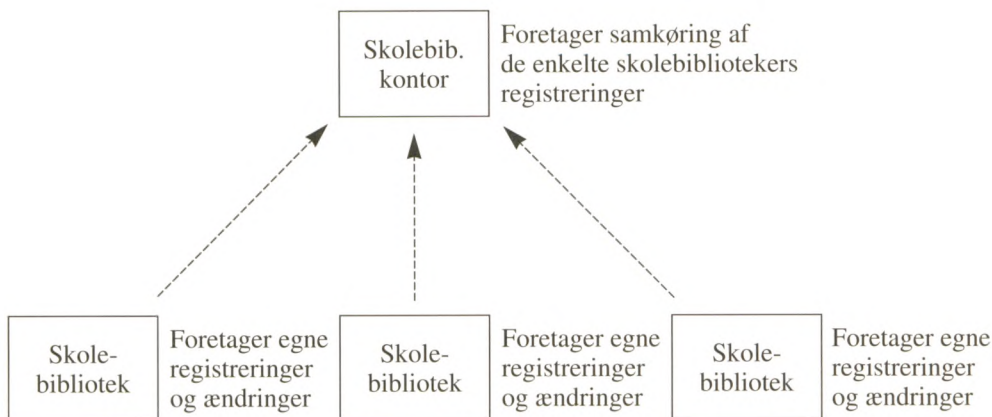 Skolebib.
kontor
Foretager samkøring af
de enkelte skolebibliotekers
registreringer
Skole-
bibliotek
Foretager egne
registreringer
og ændringer
Skole-
bibliotek
Foretager egne
registreringer
og ændringer
Skole-
bibliotek
Foretager egne
registreringer
og ændringer